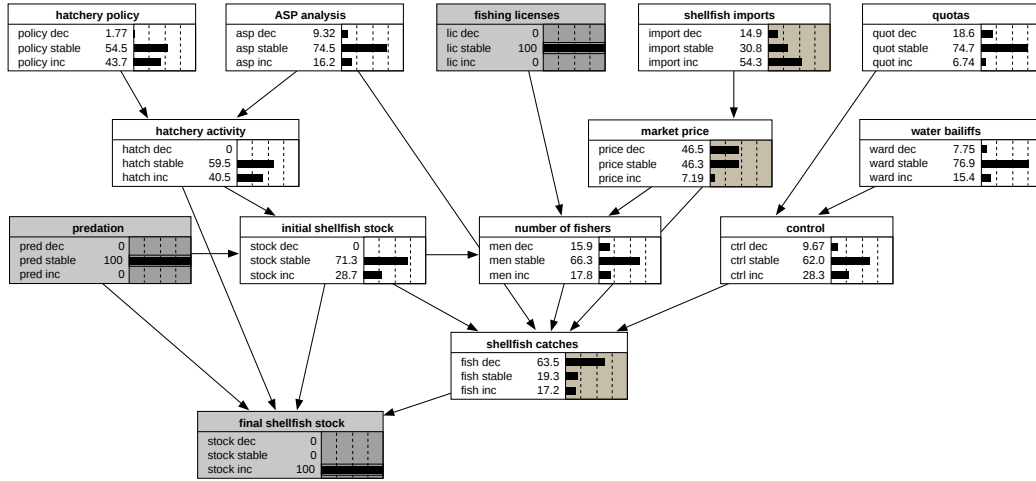 hatchery policy
policy dec 1.77
policy stable 54.5
policy inc 43.7
ASP analysis
asp dec 9.32
asp stable 74.5
asp inc 16.2
fishing licenses
lic dec 0
lic stable 100
lic inc 0
shellfish imports
import dec 14.9
import stable 30.8
import inc 54.3
quotas
quot dec 18.6
quot stable 74.7
quot inc 6.74
hatchery activity
hatch dec 0
hatch stable 59.5
hatch inc 40.5
market price
price dec 46.5
price stable 46.3
price inc 7.19
water bailiffs
ward dec 7.75
ward stable 76.9
ward inc 15.4
predation
pred dec 0
pred stable 100
pred inc 0
initial shellfish stock
stock dec 0
stock stable 71.3
stock inc 28.7
number of fishers
men dec 15.9
men stable 66.3
men inc 17.8
control
ctrl dec 9.67
ctrl stable 62.0
ctrl inc 28.3
shellfish catches
fish dec 63.5
fish stable 19.3
fish inc 17.2
final shellfish stock
stock dec 0
stock stable 0
stock inc 100